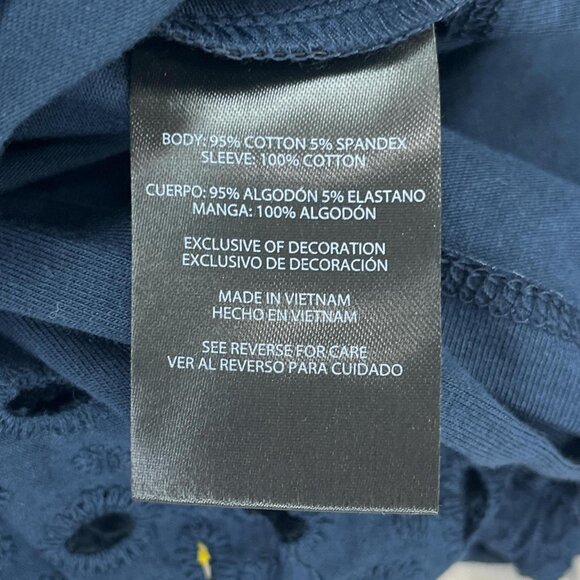 BODY: 95% COTTON 5% SPANDEX
SLEEVE: 100% COTTON
CUERPO: 95% ALGODÓN 5% ELASTANO
MANGA: 100% ALGODÓN
EXCLUSIVE OF DECORATION
EXCLUSIVO DE DECORACIÓN
MADE IN VIETNAM
HECHO EN VIETNAM
SEE REVERSE FOR CARE
VER AL REVERSO PARA CUIDADO